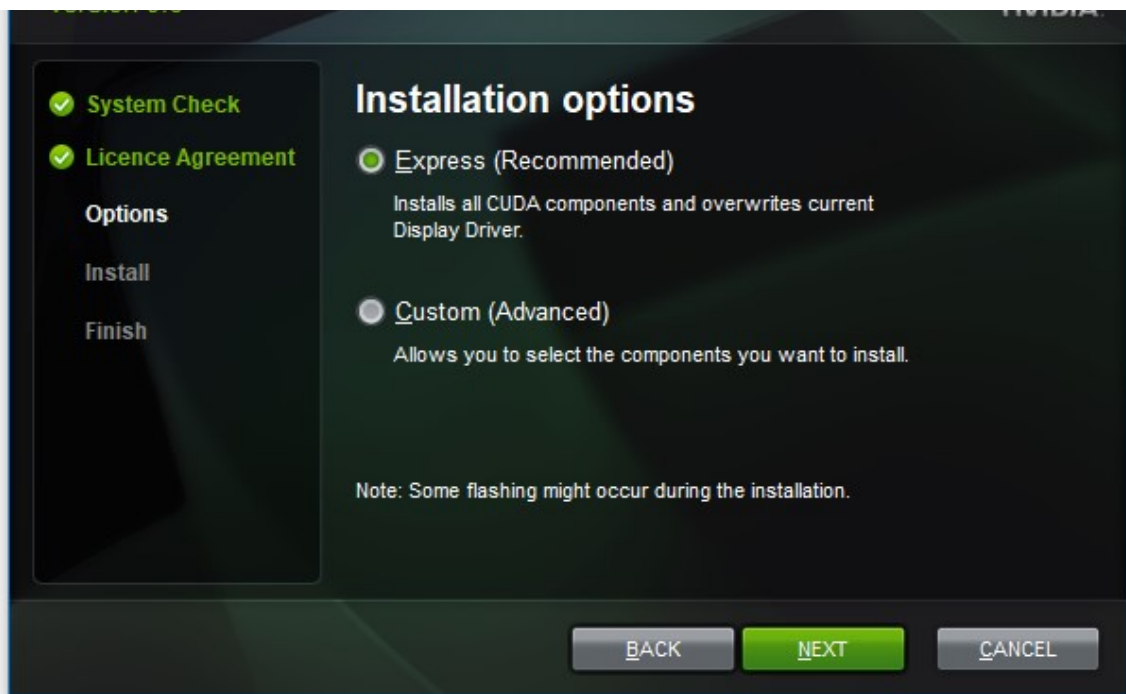 System Check
Licence Agreement
Options
Install
Finish
Installation options
Express (Recommended)
Installs all CUDA components and overwrites current
Display Driver.
Custom (Advanced)
Allows you to select the components you want to install.
Note: Some flashing might occur during the installation.
BACK
NEXT
CANCEL